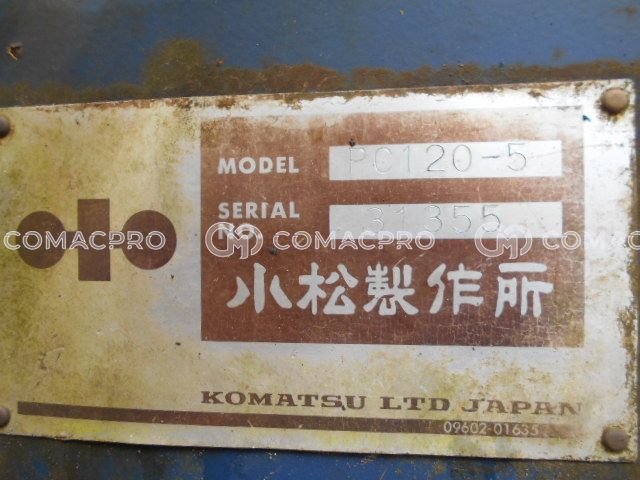 MODEL PC120-5
SERIAL NO. 31355
COMACPRO COMACPRO
小松製作所
KOMATSU LTD JAPAN
09602-01635